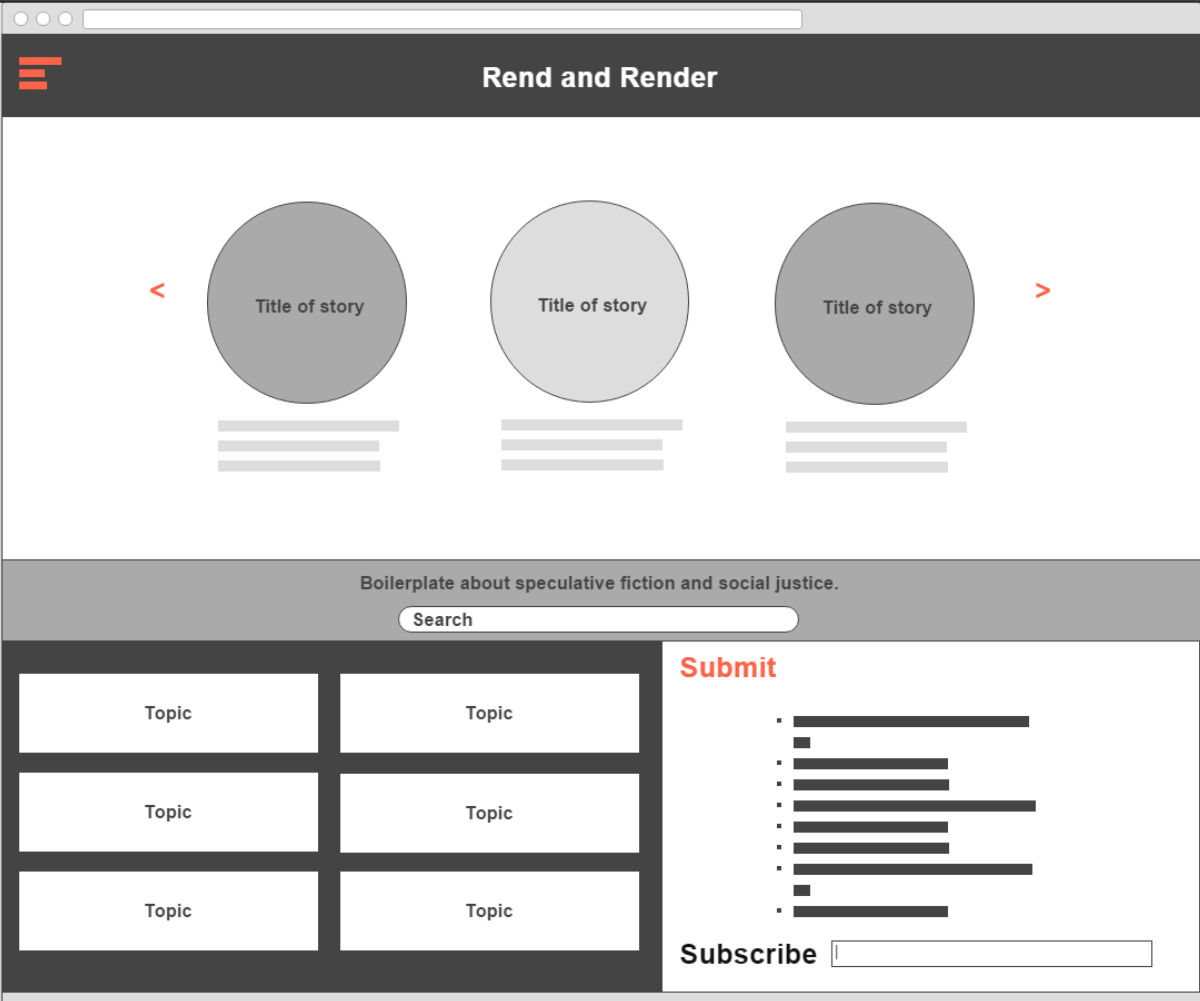 Rend and Render
<
Title of story
Title of story
Title of story
>
Boilerplate about speculative fiction and social justice.
Search
Topic
Topic
Topic
Topic
Topic
Topic
Submit
Subscribe